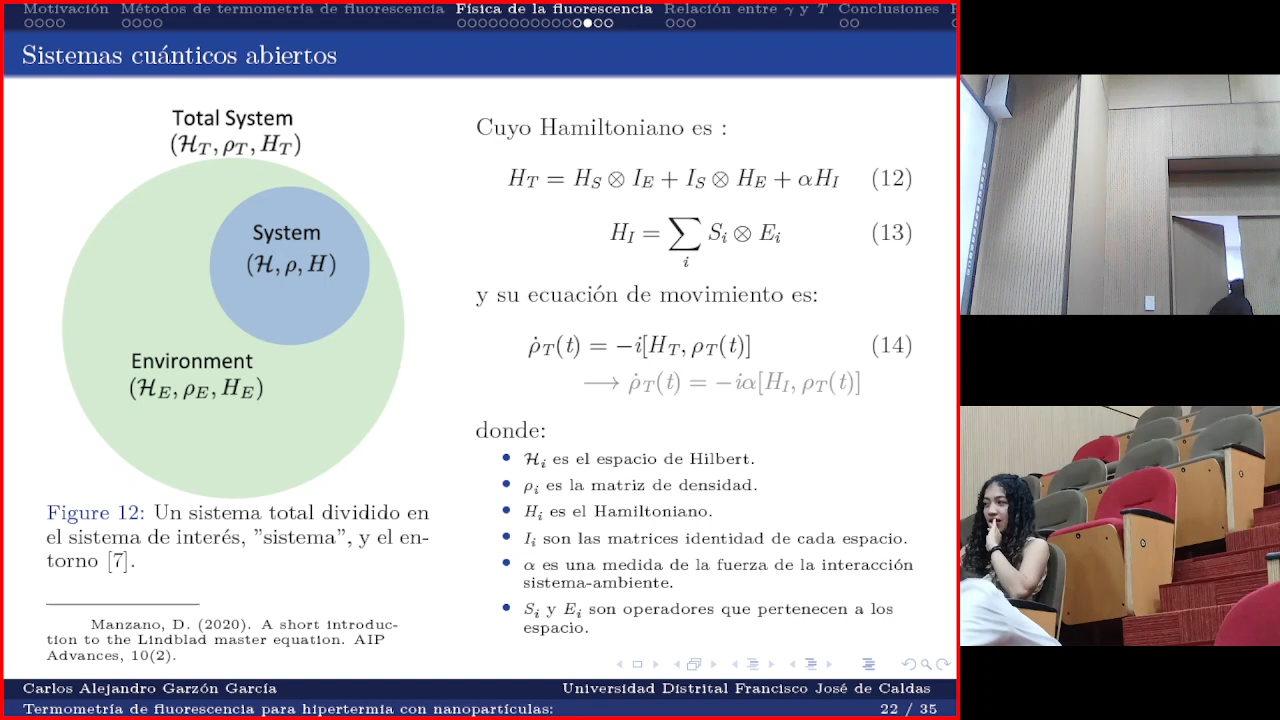 Motivación Métodos de termometría de fluorescencia Física de la fluorescencia Relación entre γ y T Conclusiones
Sistemas cuánticos abiertos
Total System
(ℋ_T, ρ_T, H_T)
System
(ℋ, ρ, H)
Environment
(ℋ_E, ρ_E, H_E)
Figure 12: Un sistema total dividido en
el sistema de interés, ”sistema”, y el en-
torno [7].
Manzano, D. (2020). A short introduc-
tion to the Lindblad master equation. AIP
Advances, 10(2).
Cuyo Hamiltoniano es :
H_T = H_S ⊗ I_E + I_S ⊗ H_E + αH_I (12)
H_I = ∑_i S_i ⊗ E_i (13)
y su ecuación de movimiento es:
ρ̇_T(t) = −i[H_T, ρ_T(t)] (14)
⟶ ρ̇_T(t) = −iα[H_I, ρ_T(t)]
donde:
• ℋ_i es el espacio de Hilbert.
• ρ_i es la matriz de densidad.
• H_i es el Hamiltoniano.
• I_i son las matrices identidad de cada espacio.
• α es una medida de la fuerza de la interacción
sistema-ambiente.
• S_i y E_i son operadores que pertenecen a los
espacio.
Carlos Alejandro Garzón García Universidad Distrital Francisco José de Caldas
Termometría de fluorescencia para hipertermia con nanopartículas: 22 / 35